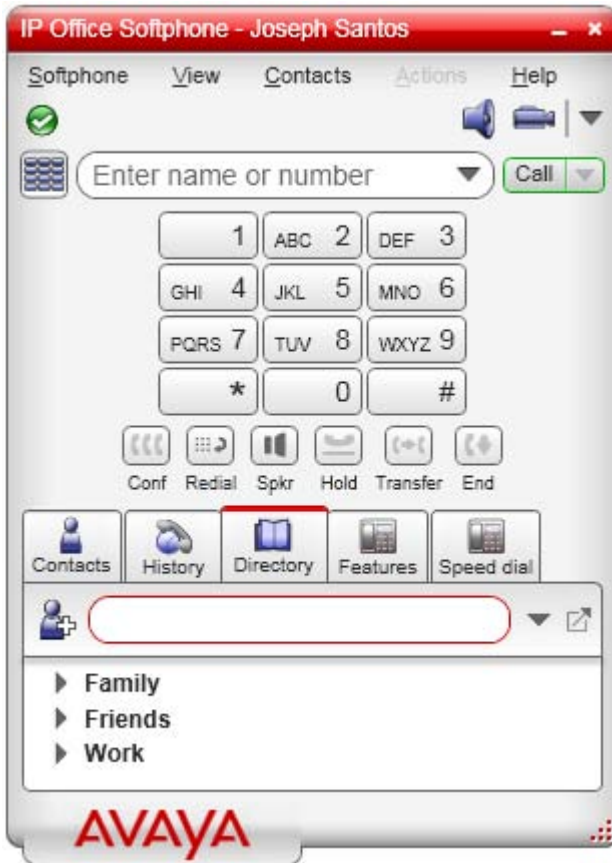 IP Office Softphone - Joseph Santos
Softphone View Contacts Actions Help
Enter name or number Call
1 ABC 2 DEF 3
GHI 4 JKL 5 MNO 6
PQRS 7 TUV 8 WXYZ 9
* 0 #
Conf Redial Spkr Hold Transfer End
Contacts History Directory Features Speed dial
Family
Friends
Work
AVAYA